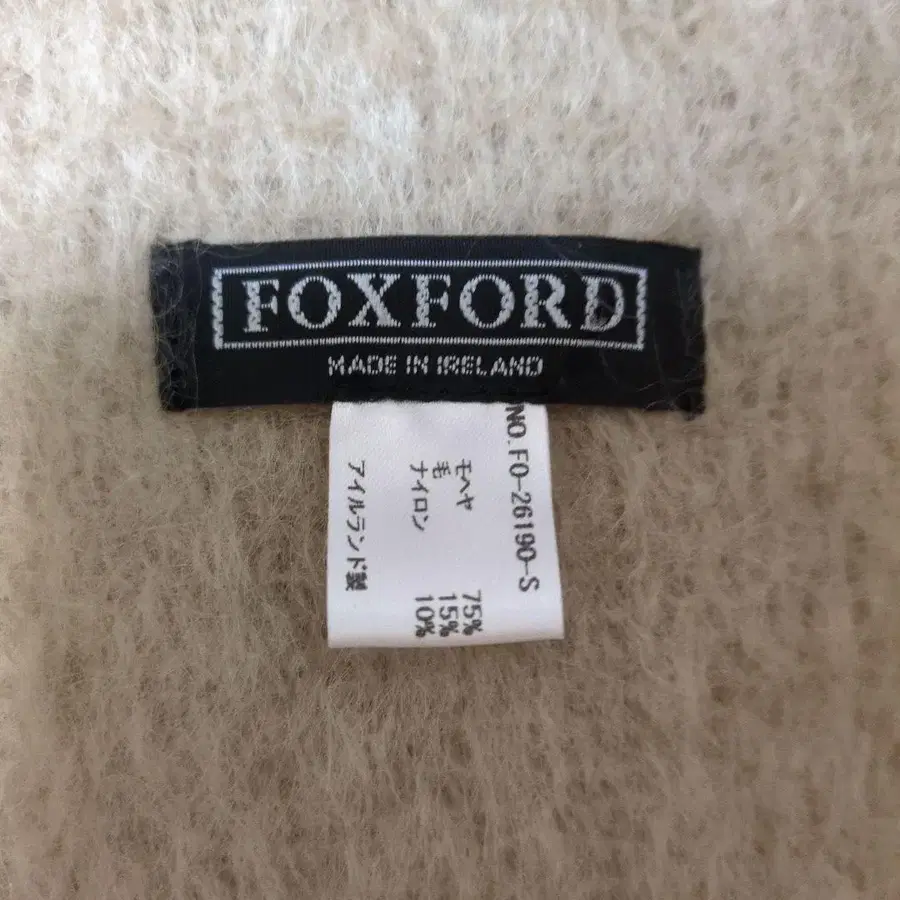 FOXFORD
MADE IN IRELAND
NO. FO-26190-S
モヘヤ 75%
毛 15%
ナイロン 10%
アイルランド製